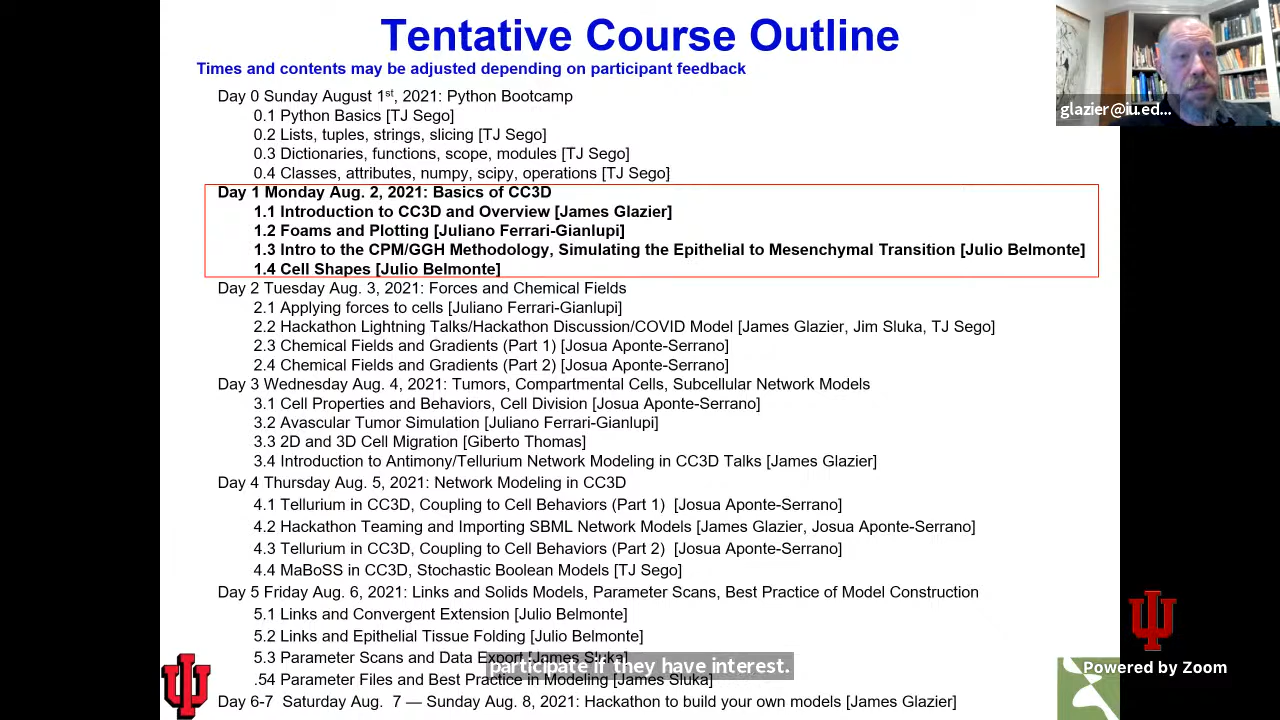 Tentative Course Outline
Times and contents may be adjusted depending on participant feedback
glazier@iu.ed...
Day 0 Sunday August 1st, 2021: Python Bootcamp
0.1 Python Basics [TJ Sego]
0.2 Lists, tuples, strings, slicing [TJ Sego]
0.3 Dictionaries, functions, scope, modules [TJ Sego]
0.4 Classes, attributes, numpy, scipy, operations [TJ Sego]
Day 1 Monday Aug. 2, 2021: Basics of CC3D
1.1 Introduction to CC3D and Overview [James Glazier]
1.2 Foams and Plotting [Juliano Ferrari-Gianlupi]
1.3 Intro to the CPM/GGH Methodology, Simulating the Epithelial to Mesenchymal Transition [Julio Belmonte]
1.4 Cell Shapes [Julio Belmonte]
Day 2 Tuesday Aug. 3, 2021: Forces and Chemical Fields
2.1 Applying forces to cells [Juliano Ferrari-Gianlupi]
2.2 Hackathon Lightning Talks/Hackathon Discussion/COVID Model [James Glazier, Jim Sluka, TJ Sego]
2.3 Chemical Fields and Gradients (Part 1) [Josua Aponte-Serrano]
2.4 Chemical Fields and Gradients (Part 2) [Josua Aponte-Serrano]
Day 3 Wednesday Aug. 4, 2021: Tumors, Compartmental Cells, Subcellular Network Models
3.1 Cell Properties and Behaviors, Cell Division [Josua Aponte-Serrano]
3.2 Avascular Tumor Simulation [Juliano Ferrari-Gianlupi]
3.3 2D and 3D Cell Migration [Giberto Thomas]
3.4 Introduction to Antimony/Tellurium Network Modeling in CC3D Talks [James Glazier]
Day 4 Thursday Aug. 5, 2021: Network Modeling in CC3D
4.1 Tellurium in CC3D, Coupling to Cell Behaviors (Part 1) [Josua Aponte-Serrano]
4.2 Hackathon Teaming and Importing SBML Network Models [James Glazier, Josua Aponte-Serrano]
4.3 Tellurium in CC3D, Coupling to Cell Behaviors (Part 2) [Josua Aponte-Serrano]
4.4 MaBoSS in CC3D, Stochastic Boolean Models [TJ Sego]
Day 5 Friday Aug. 6, 2021: Links and Solids Models, Parameter Scans, Best Practice of Model Construction
5.1 Links and Convergent Extension [Julio Belmonte]
5.2 Links and Epithelial Tissue Folding [Julio Belmonte]
5.3 Parameter Scans and Data Export [James Sluka]
participate if they have interest.
Powered by Zoom
.54 Parameter Files and Best Practice in Modeling [James Sluka]
Day 6-7 Saturday Aug. 7 — Sunday Aug. 8, 2021: Hackathon to build your own models [James Glazier]